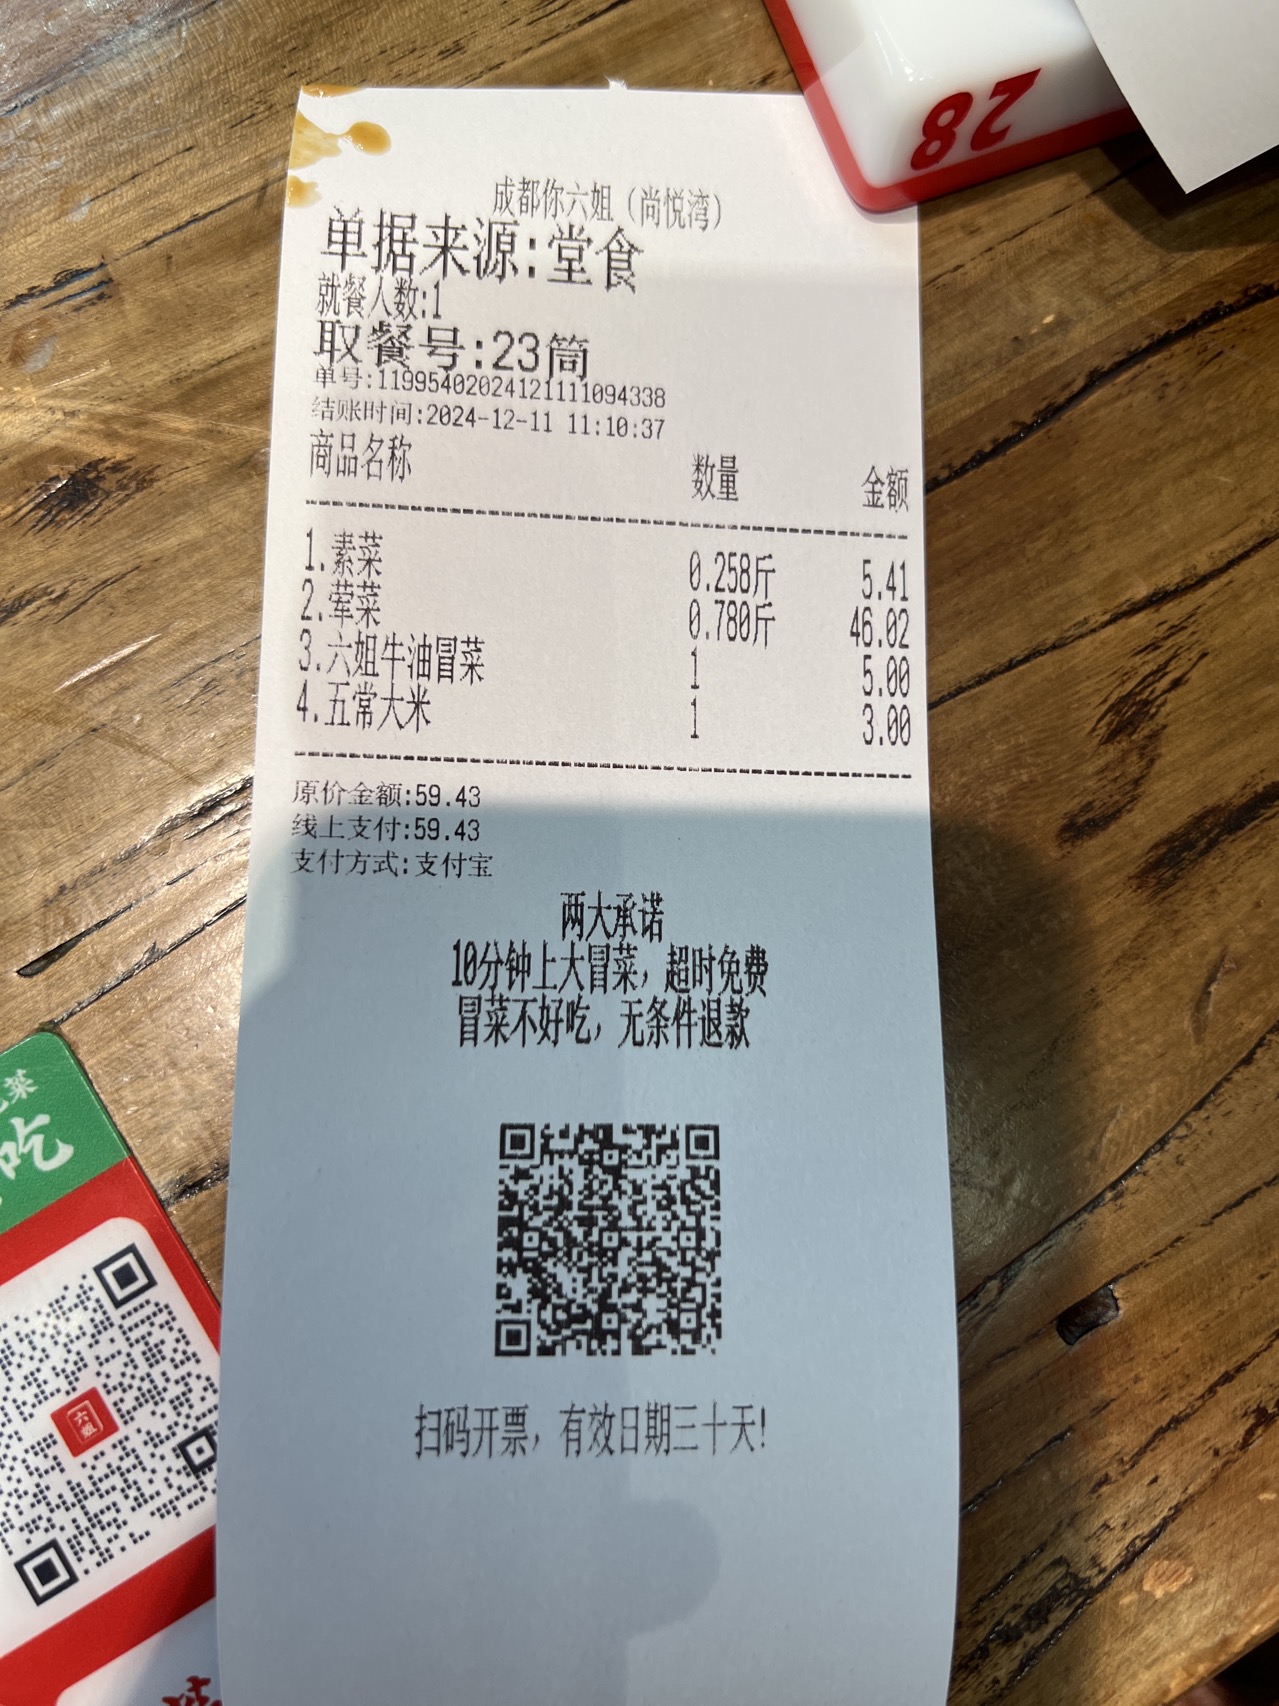 28
成都你六姐（尚悦湾）
单据来源:堂食
就餐人数:1
取餐号:23筒
单号:11995402024121111094338
结账时间:2024-12-11 11:10:37
商品名称 数量 金额
1.素菜 0.258斤 5.41
2.荤菜 0.780斤 46.02
3.六姐牛油冒菜 1 5.00
4.五常大米 1 3.00
原价金额:59.43
线上支付:59.43
支付方式:支付宝
两大承诺
10分钟上大冒菜，超时免费
冒菜不好吃，无条件退款
扫码开票，有效日期三十天!
菜
吃
六姐